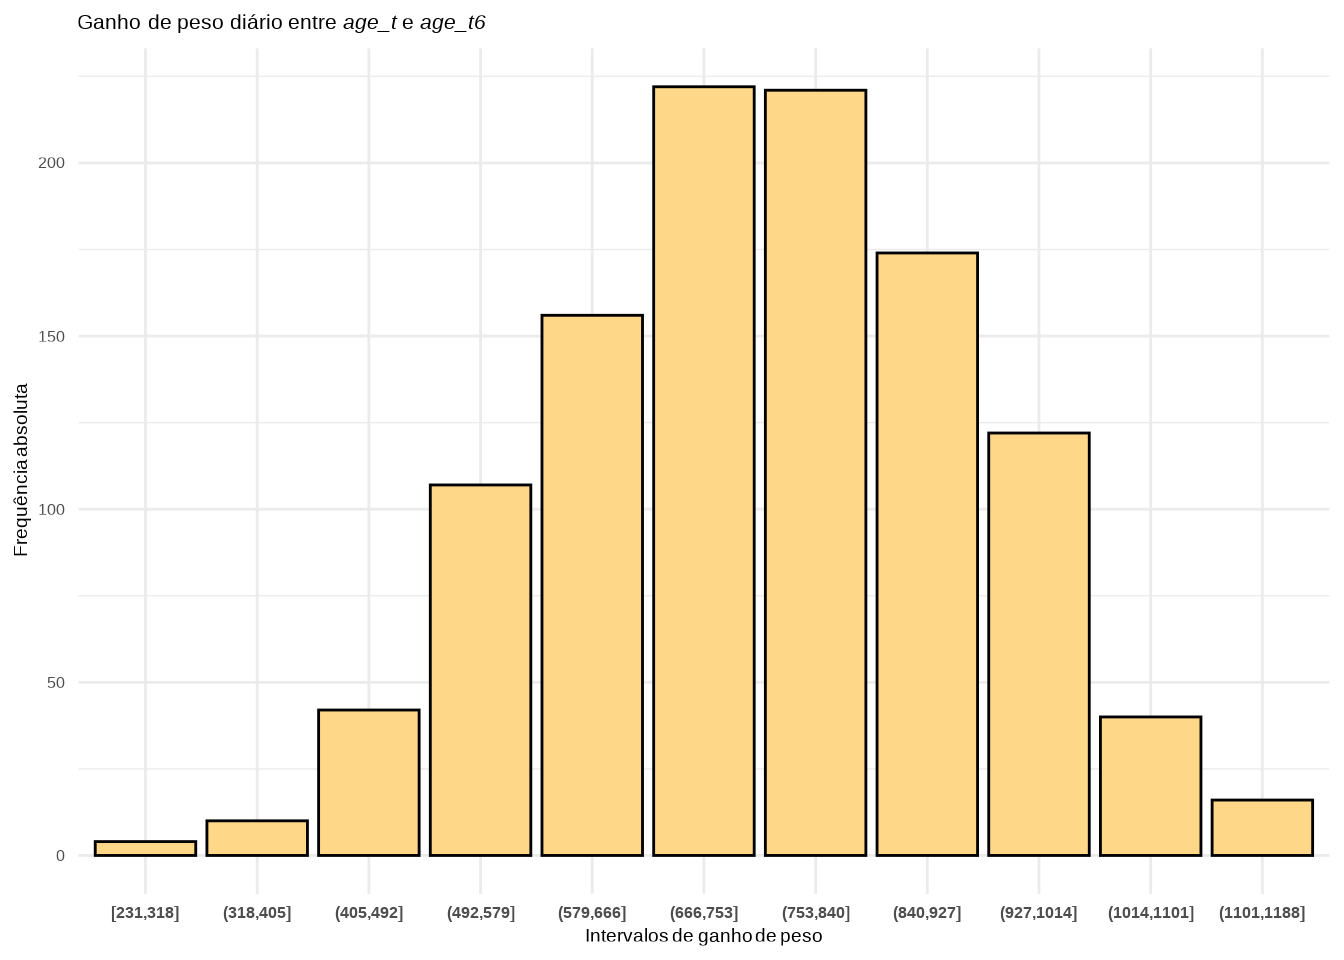 Ganho de peso diário entre age_t e age_t6
200
150
100
50
0
Frequência absoluta
[231,318] (318,405] (405,492] (492,579] (579,666] (666,753] (753,840] (840,927] (927,1014] (1014,1101] (1101,1188]
Intervalos de ganho de peso